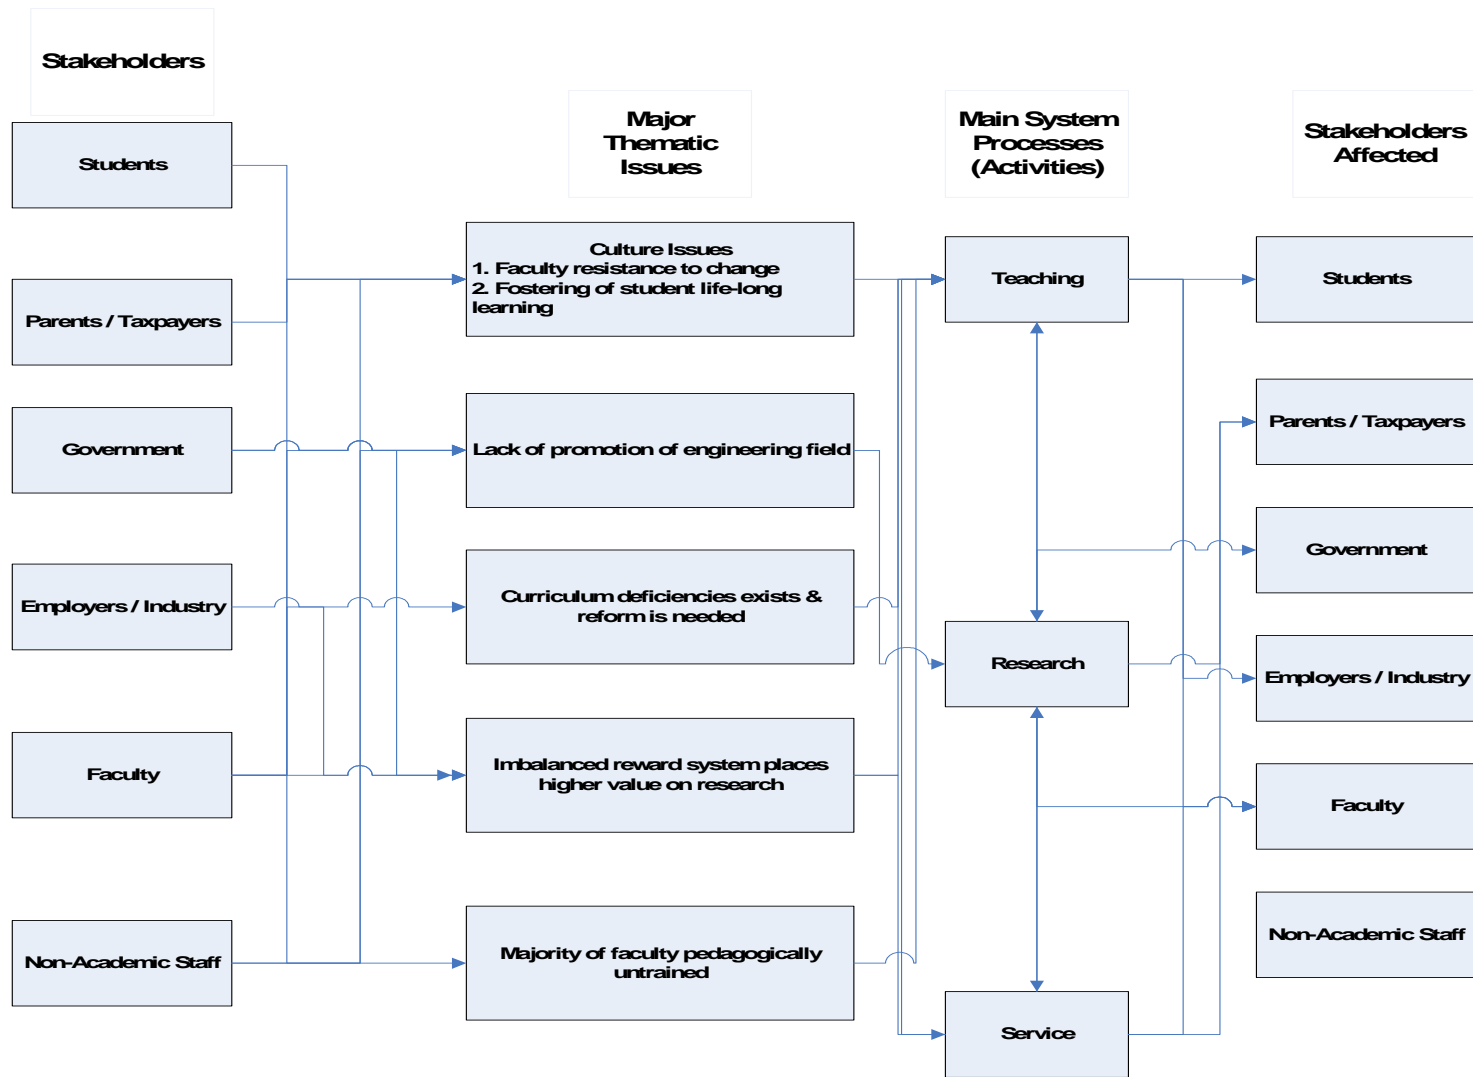 Stakeholders
Students
Parents / Taxpayers
Government
Employers / Industry
Faculty
Non-Academic Staff
Major
Thematic
Issues
Culture Issues
1. Faculty resistance to change
2. Fostering of student life-long
learning
Lack of promotion of engineering field
Curriculum deficiencies exists &
reform is needed
Imbalanced reward system places
higher value on research
Majority of faculty pedagogically
untrained
Main System
Processes
(Activities)
Teaching
Research
Service
Stakeholders
Affected
Students
Parents / Taxpayers
Government
Employers / Industry
Faculty
Non-Academic Staff